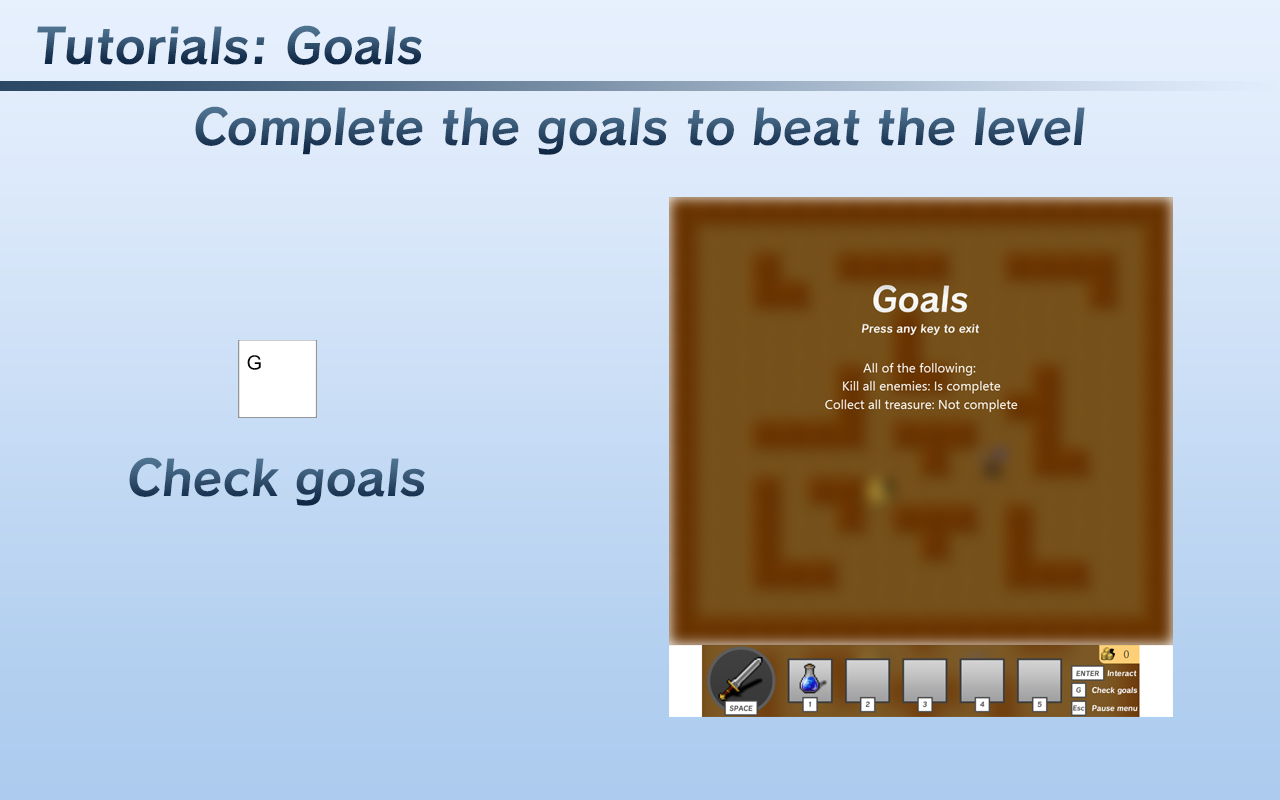 Tutorials: Goals
Complete the goals to beat the level
G
Check goals
Goals
Press any key to exit
All of the following:
Kill all enemies: Is complete
Collect all treasure: Not complete
0
ENTER Interact
G Check goals
Esc Pause menu
SPACE
1
2
3
4
5